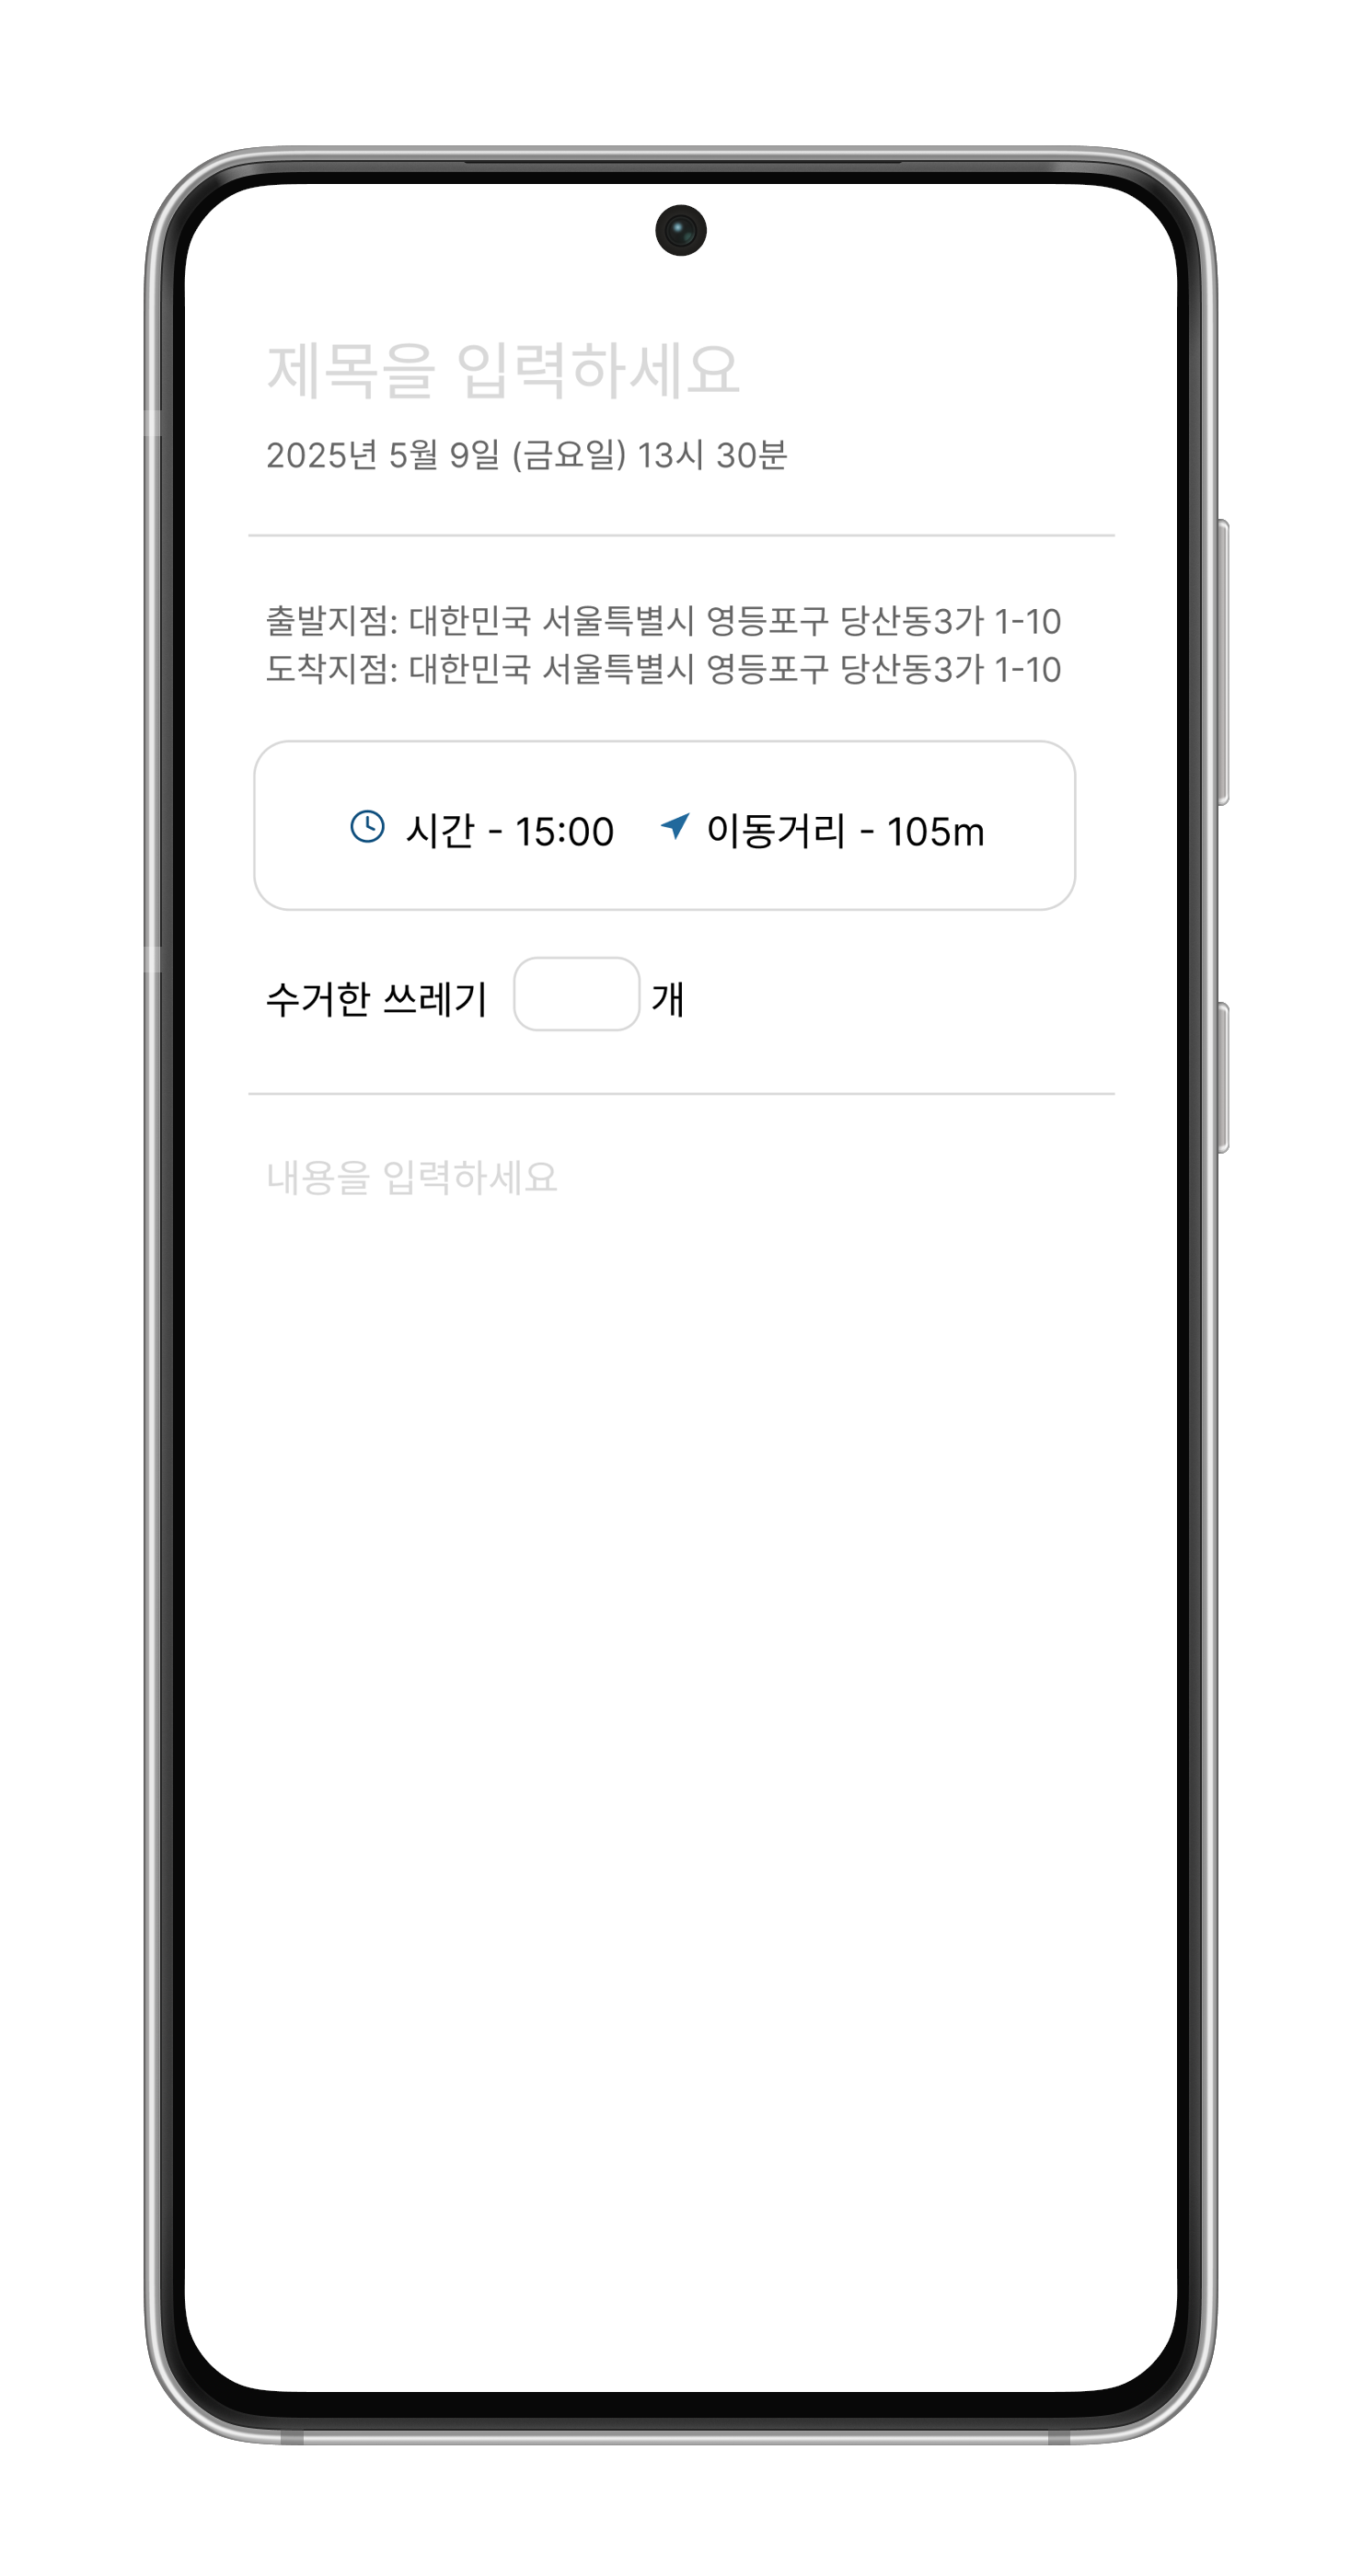 제목을 입력하세요
2025년 5월 9일 (금요일) 13시 30분
출발지점: 대한민국 서울특별시 영등포구 당산동3가 1-10
도착지점: 대한민국 서울특별시 영등포구 당산동3가 1-10
시간 - 15:00 이동거리 - 105m
수거한 쓰레기 개
내용을 입력하세요